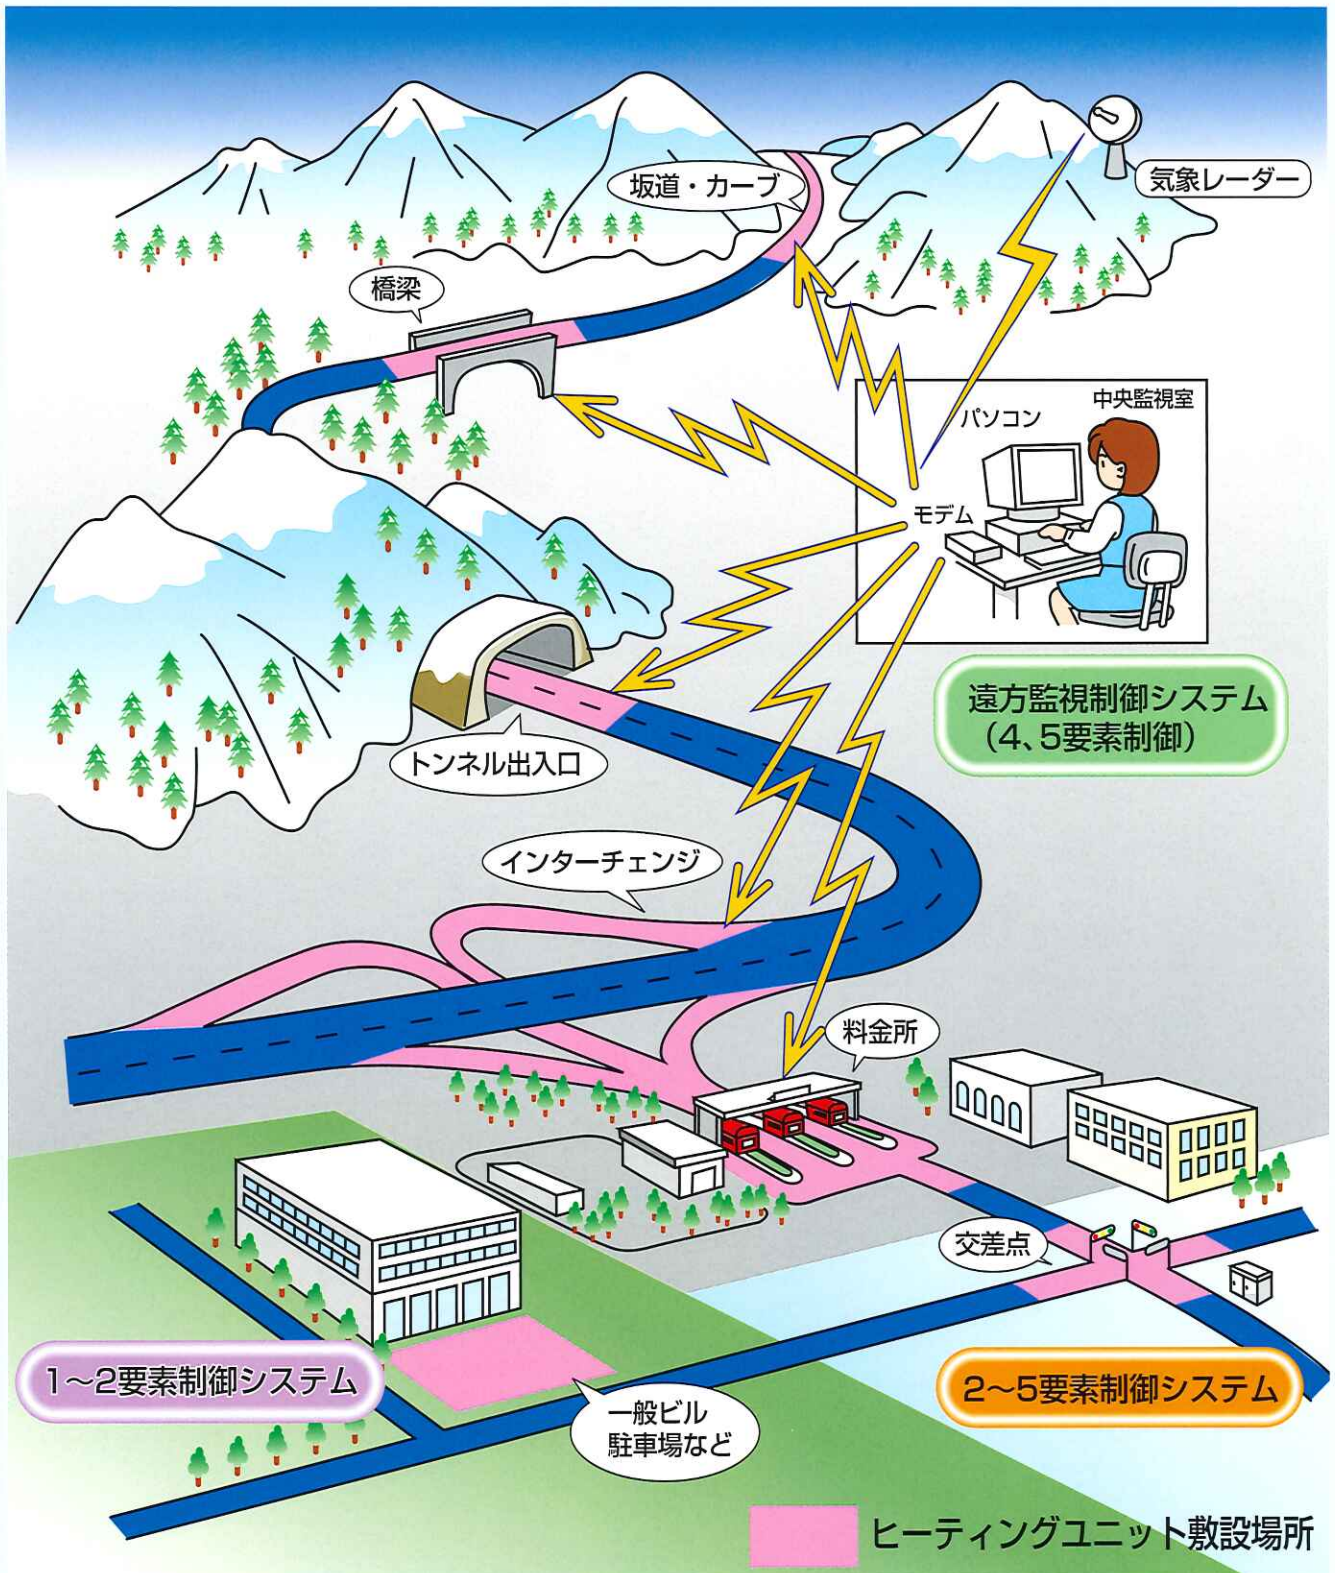 坂道・カーブ
気象レーダー
橋梁
中央監視室
パソコン
モデム
遠方監視制御システム
(4、5要素制御)
トンネル出入口
インターチェンジ
料金所
交差点
1〜2要素制御システム
2〜5要素制御システム
一般ビル
駐車場など
ヒーティングユニット敷設場所